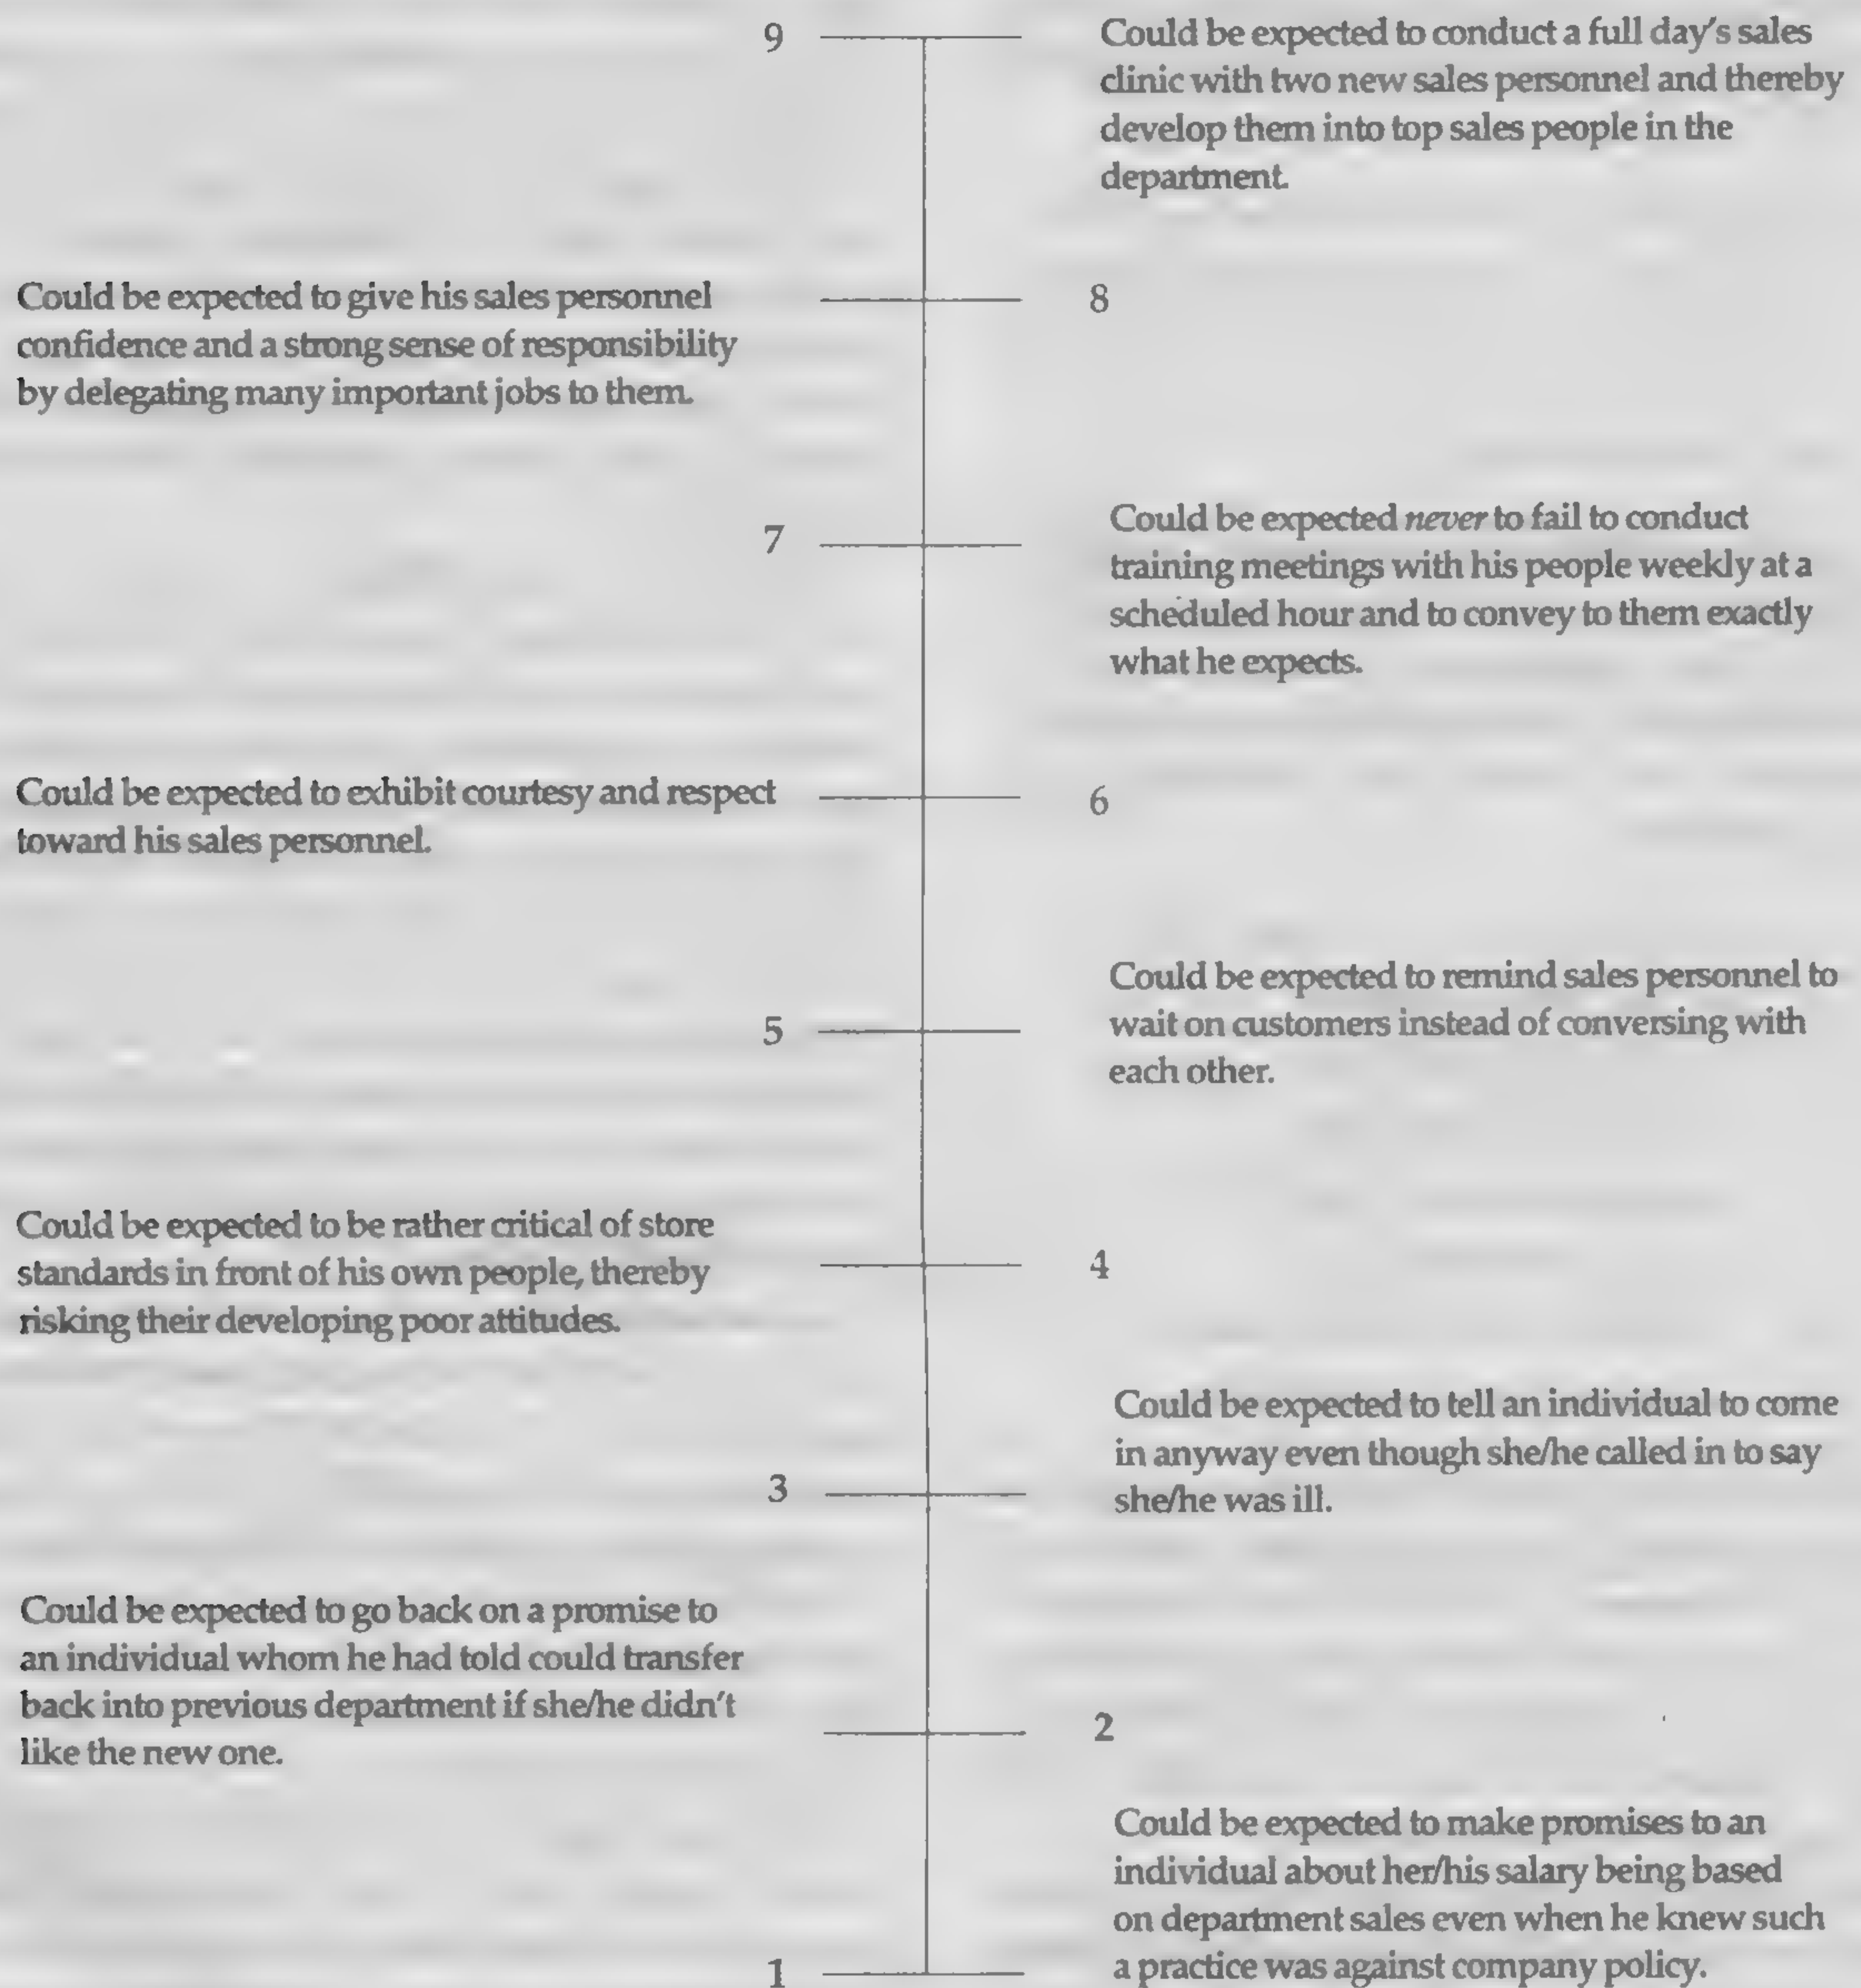 9
Could be expected to conduct a full day's sales
clinic with two new sales personnel and thereby
develop them into top sales people in the
department.
Could be expected to give his sales personnel
confidence and a strong sense of responsibility
by delegating many important jobs to them.
8
7
Could be expected never to fail to conduct
training meetings with his people weekly at a
scheduled hour and to convey to them exactly
what he expects.
Could be expected to exhibit courtesy and respect
toward his sales personnel.
6
5
Could be expected to remind sales personnel to
wait on customers instead of conversing with
each other.
Could be expected to be rather critical of store
standards in front of his own people, thereby
risking their developing poor attitudes.
4
3
Could be expected to tell an individual to come
in anyway even though she/he called in to say
she/he was ill.
Could be expected to go back on a promise to
an individual whom he had told could transfer
back into previous department if she/he didn't
like the new one.
2
1
Could be expected to make promises to an
individual about her/his salary being based
on department sales even when he knew such
a practice was against company policy.